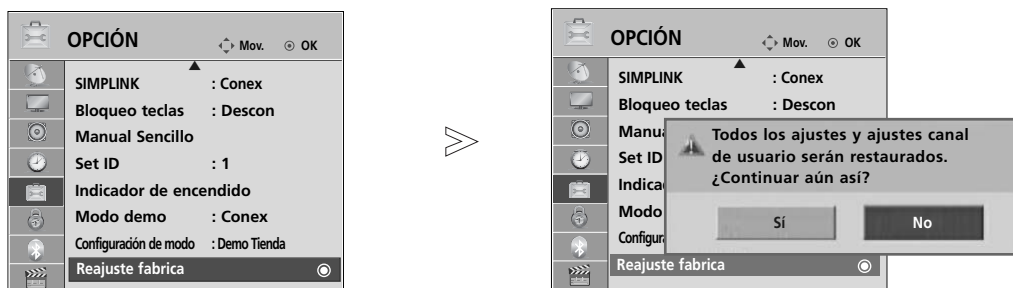 OPCIÓN
Mov. OK
SIMPLINK : Conex
Bloqueo teclas : Descon
Manual Sencillo
Set ID : 1
Indicador de encendido
Modo demo : Conex
Configuración de modo : Demo Tienda
Reajuste fabrica
OPCIÓN
Mov. OK
SIMPLINK : Conex
Bloqueo teclas : Descon
Manua
Set ID
Indica
Modo
Configur
Reajuste fabrica
Todos los ajustes y ajustes canal
de usuario serán restaurados.
¿Continuar aún así?
Sí No